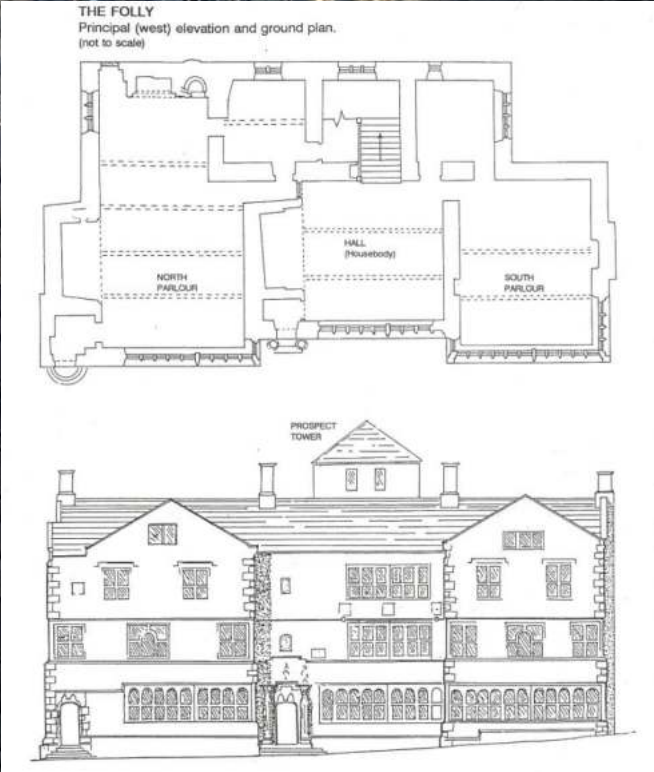 THE FOLLY
Principal (west) elevation and ground plan.
(not to scale)
HALL
(Housebody)
NORTH
PARLOUR
SOUTH
PARLOUR
PROSPECT
TOWER